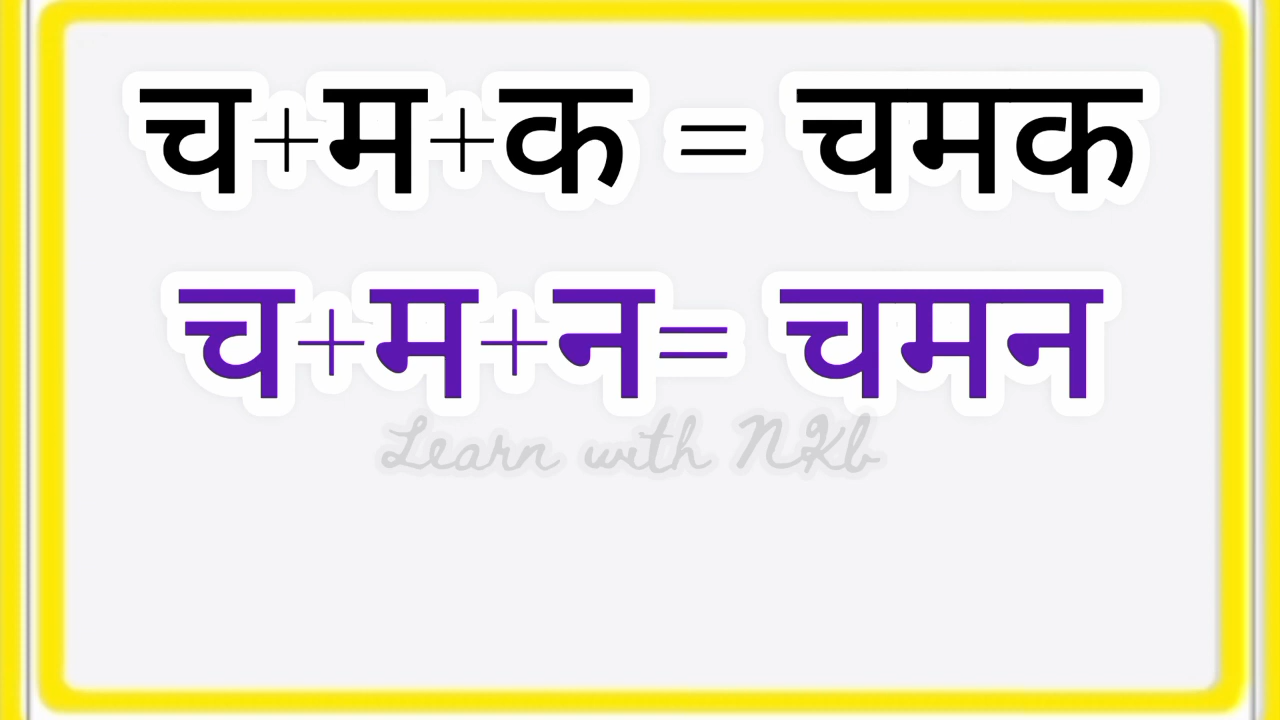 च+म+क = चमक
च+म+न= चमन
Learn with NKb